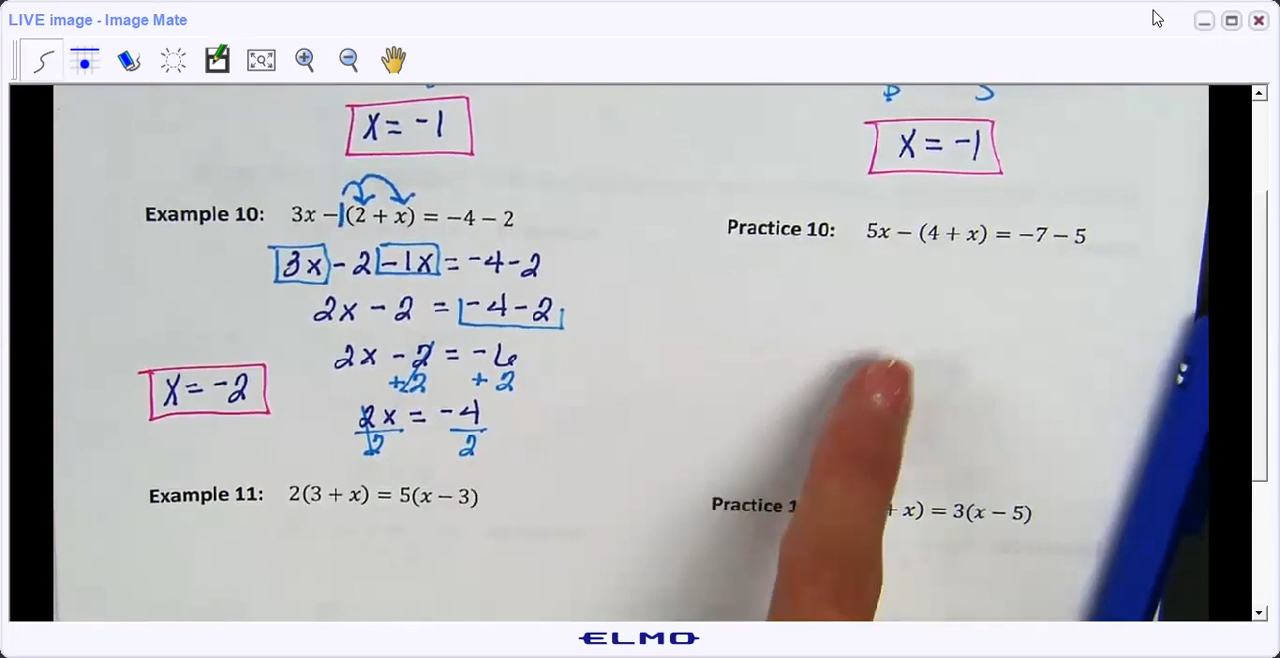 LIVE image - Image Mate
x = -1
x = -1
Example 10: 3x -1(2 + x) = -4 - 2
Practice 10: 5x - (4 + x) = -7 - 5
3x - 2 - 1x = -4 - 2
2x - 2 = -4 - 2
2x - 2 = -6
+2 +2
x = -2
2x = -4
2 2
Example 11: 2(3 + x) = 5(x - 3)
Practice 1 + x) = 3(x - 5)
ELMO